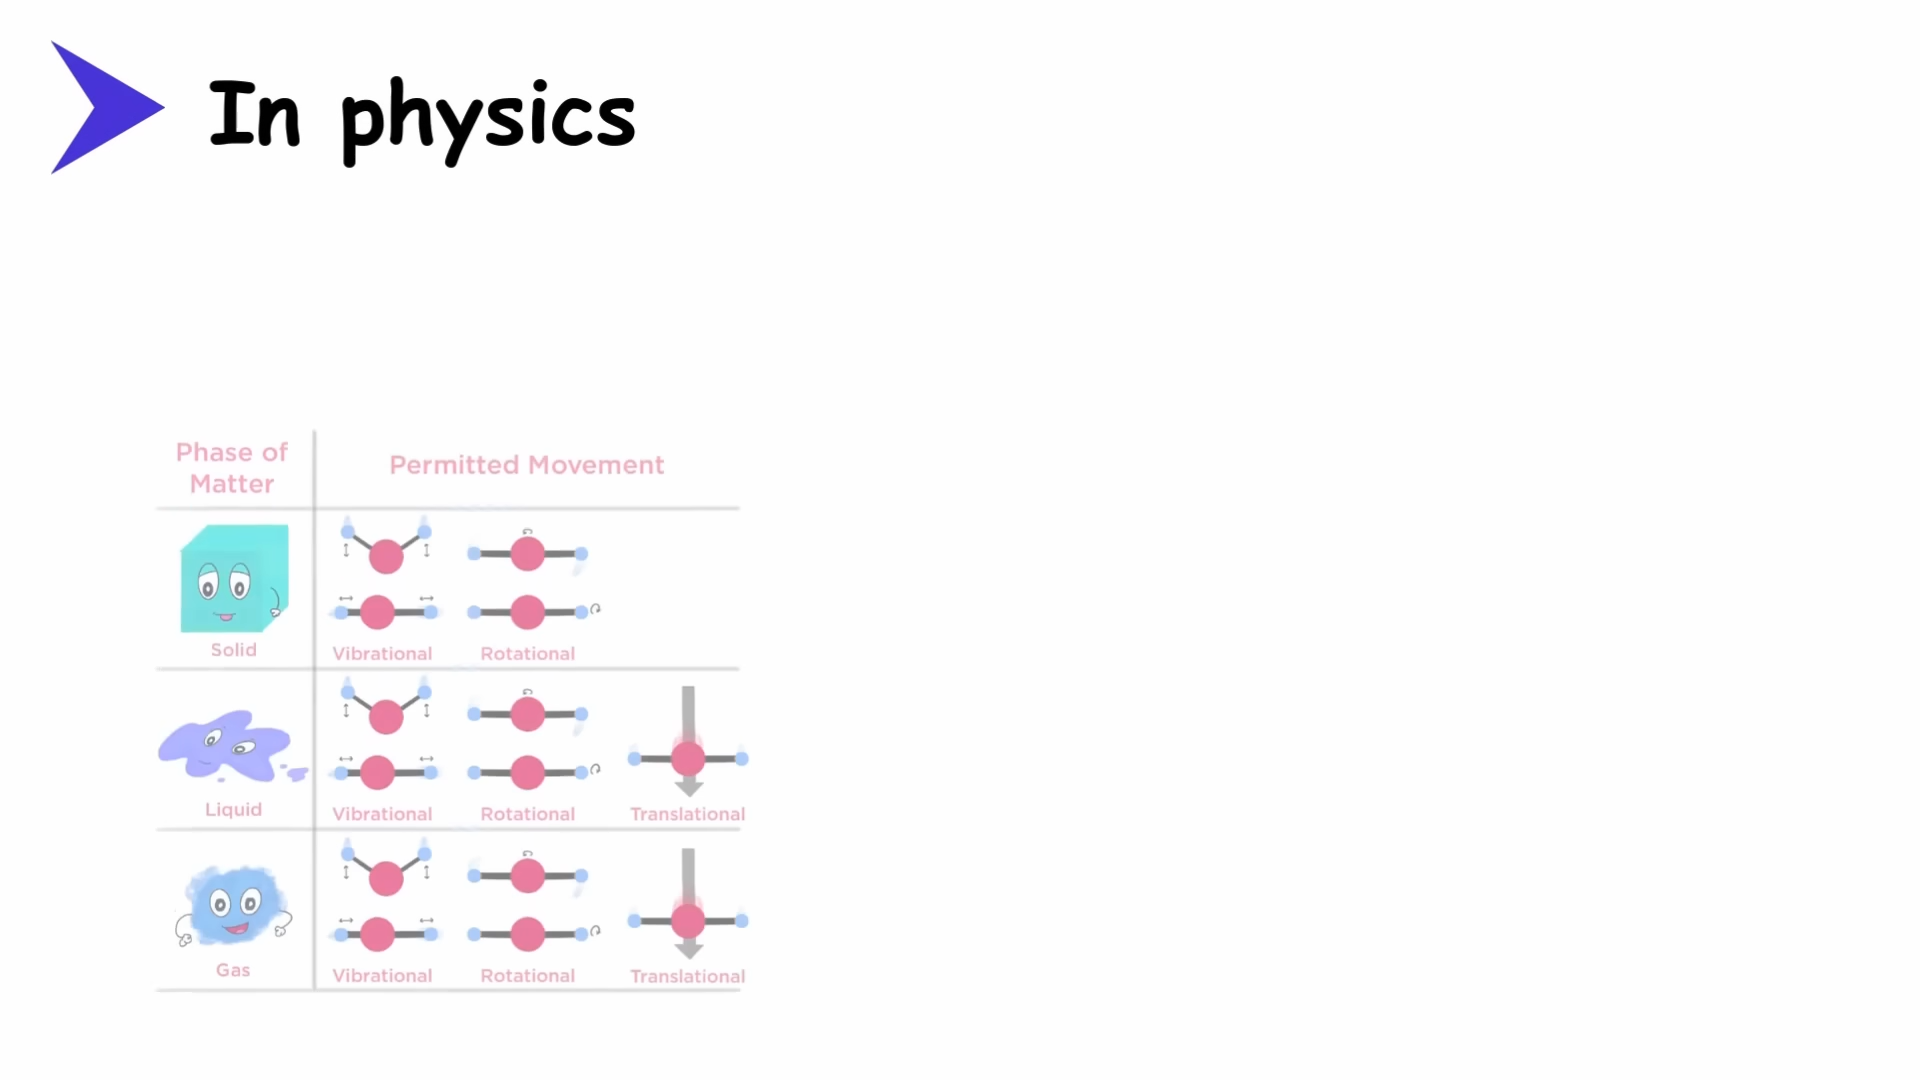 In physics
Phase of
Matter
Permitted Movement
Solid
Vibrational
Rotational
Liquid
Vibrational
Rotational
Translational
Gas
Vibrational
Rotational
Translational